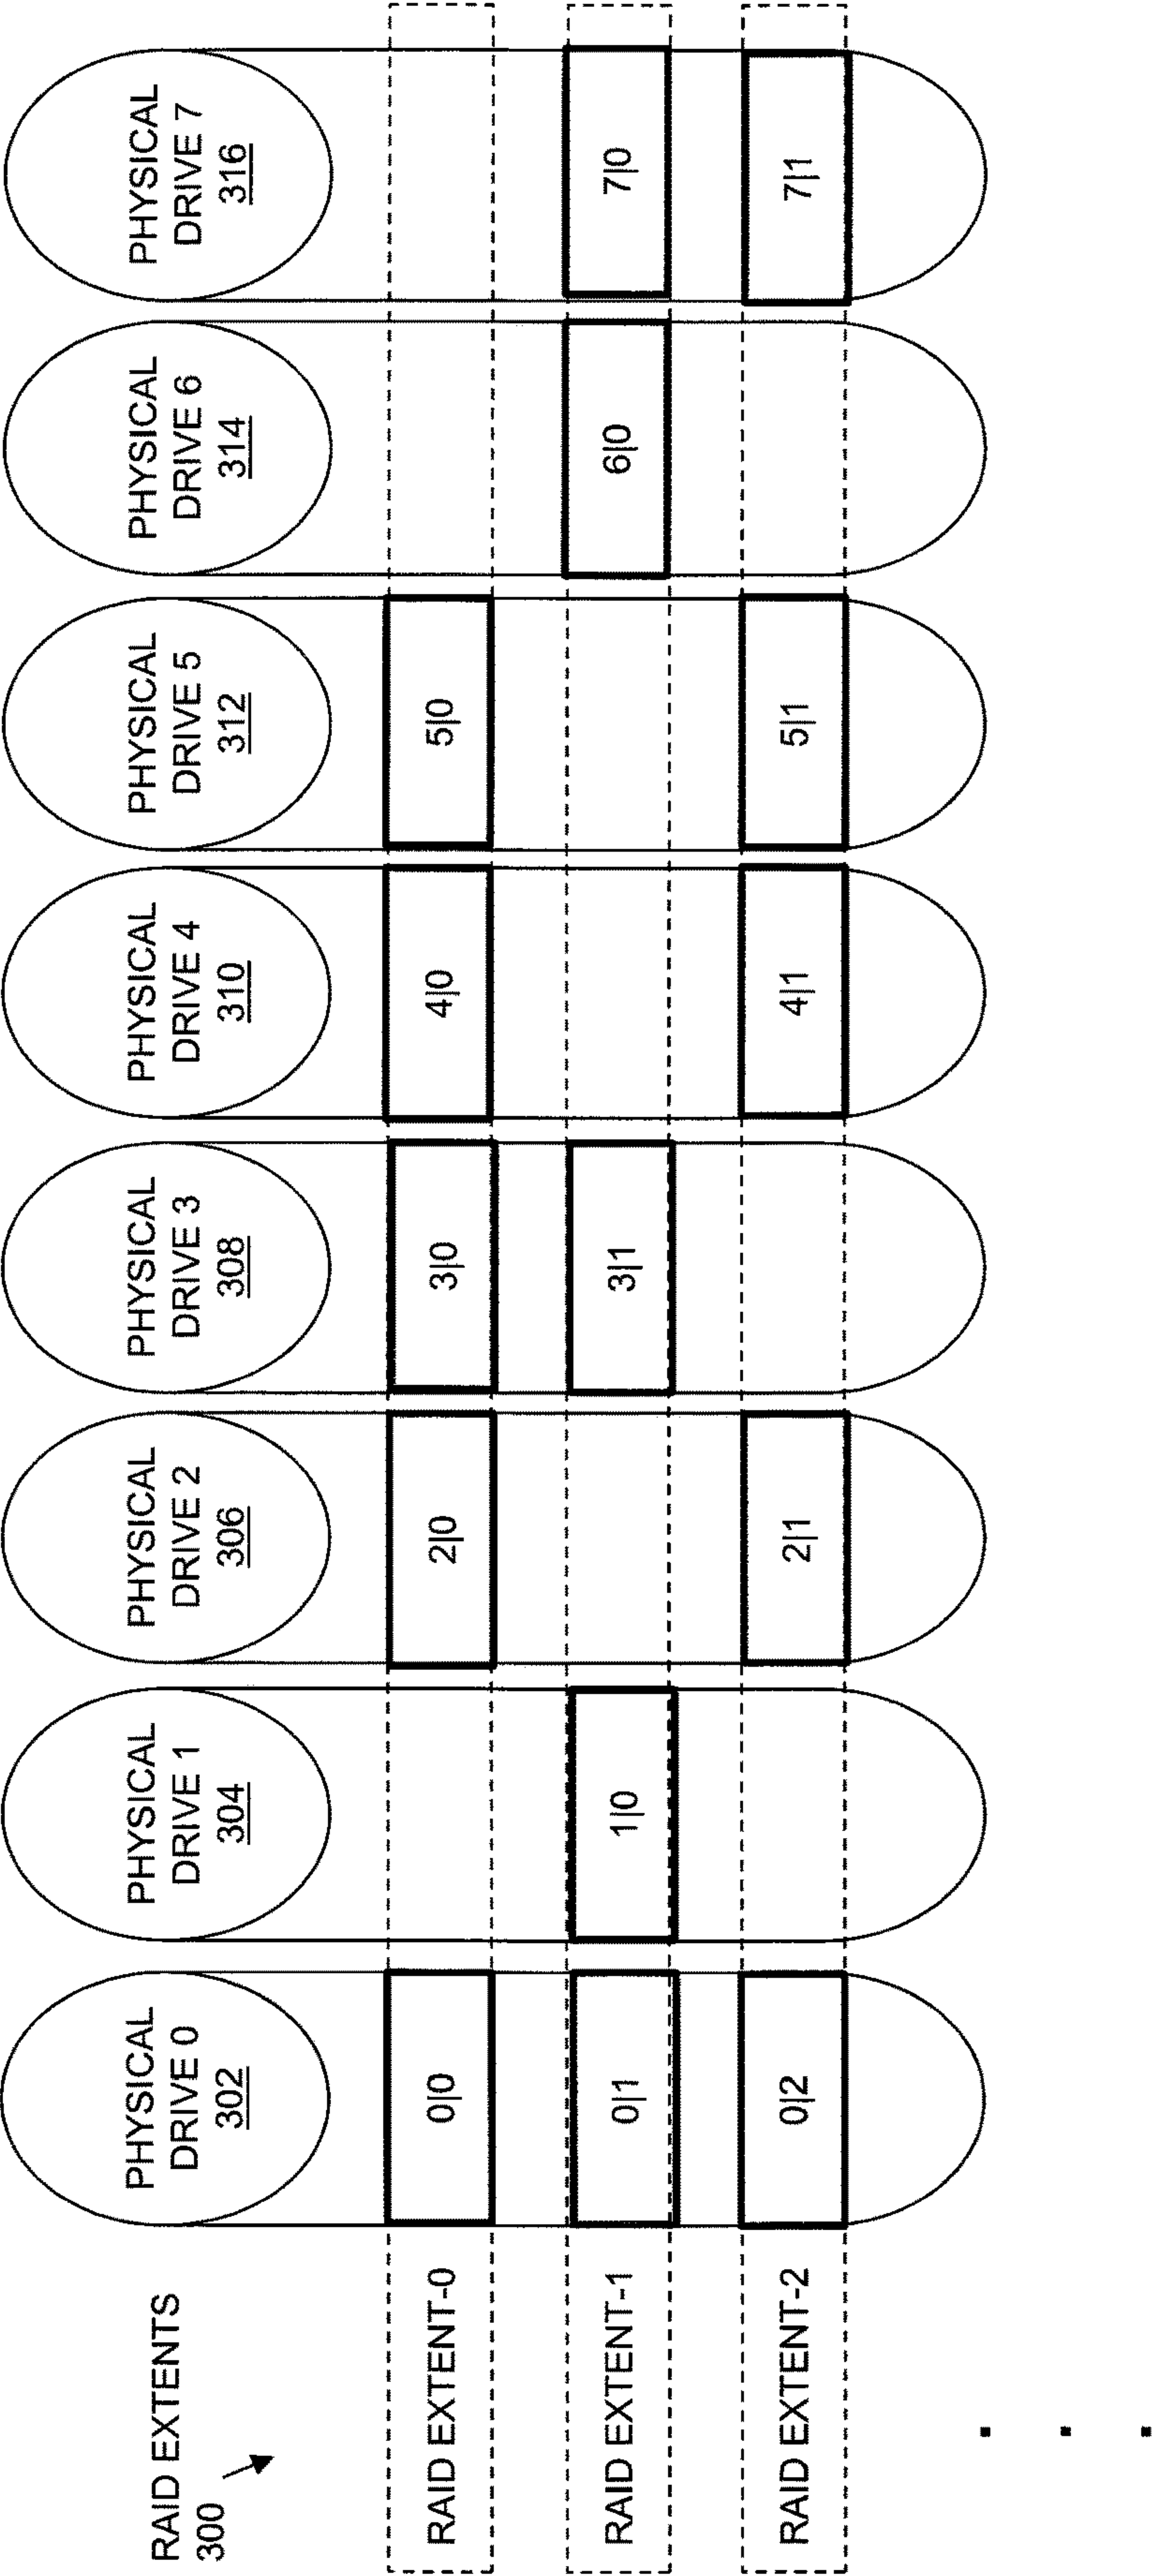 RAID EXTENTS
300
PHYSICAL
DRIVE 0
302
PHYSICAL
DRIVE 1
304
PHYSICAL
DRIVE 2
306
PHYSICAL
DRIVE 3
308
PHYSICAL
DRIVE 4
310
PHYSICAL
DRIVE 5
312
PHYSICAL
DRIVE 6
314
PHYSICAL
DRIVE 7
316
RAID EXTENT-0
0|0
2|0
3|0
4|0
5|0
RAID EXTENT-1
0|1
1|0
3|1
6|0
7|0
RAID EXTENT-2
0|2
2|1
4|1
5|1
7|1